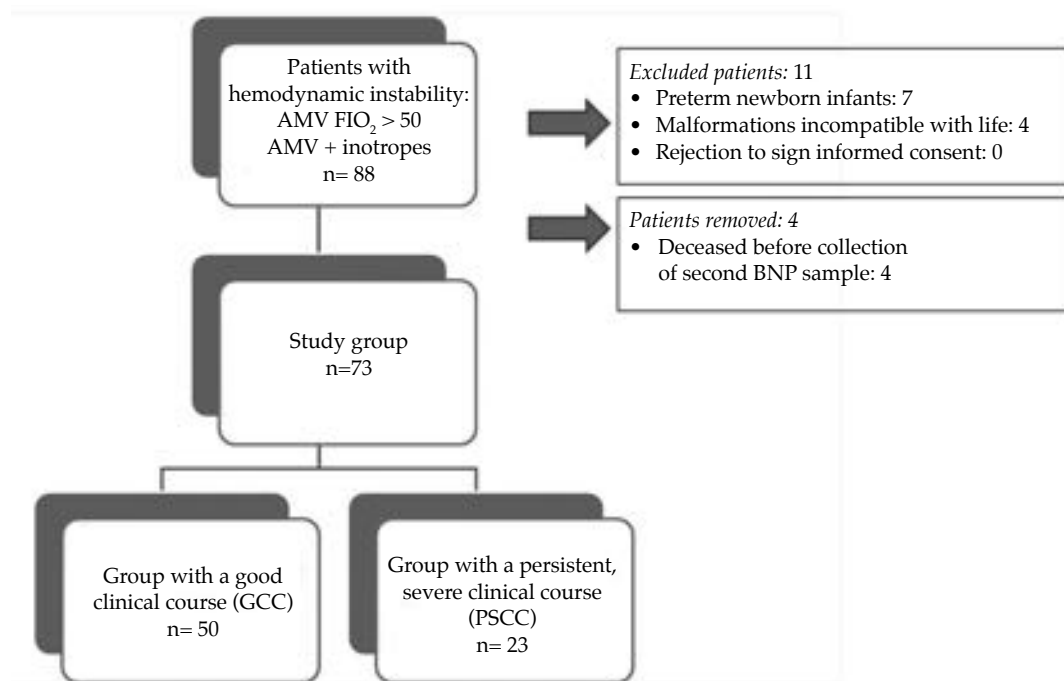 Patients with
hemodynamic instability:
AMV FIO₂ > 50
AMV + inotropes
n= 88
Excluded patients: 11
• Preterm newborn infants: 7
• Malformations incompatible with life: 4
• Rejection to sign informed consent: 0
Patients removed: 4
• Deceased before collection
of second BNP sample: 4
Study group
n=73
Group with a good
clinical course (GCC)
n= 50
Group with a persistent,
severe clinical course
(PSCC)
n= 23